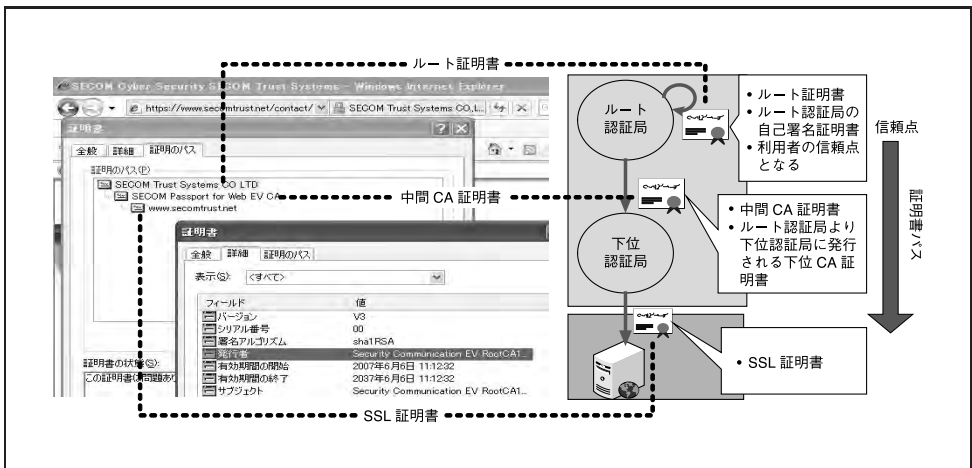 ルート証明書
SECOM Cyber Security SECOM Trust Systems - Windows Internet Explorer
https://www.secomtrust.net/contact/
SECOM Trust Systems CO.,L...
証明書
全般 詳細 証明のパス
証明のパス(P)
SECOM Trust Systems CO LTD
SECOM Passport for Web EV CA
www.secomtrust.net
中間 CA 証明書
証明書
全般 詳細 証明のパス
表示(S): <すべて>
フィールド 値
バージョン V3
シリアル番号 00
署名アルゴリズム sha1RSA
発行者 Security Communication EV RootCA1...
有効期間の開始 2007年6月6日 11:12:32
有効期間の終了 2037年6月6日 11:12:32
サブジェクト Security Communication EV RootCA1...
証明書の状態(S):
この証明書は問題あり
SSL 証明書
ルート
認証局
・ルート証明書
・ルート認証局の
自己署名証明書
・利用者の信頼点
となる
信頼点
・中間 CA 証明書
・ルート認証局より
下位認証局に発行
される下位 CA 証
明書
下位
認証局
証明書パス
・SSL 証明書